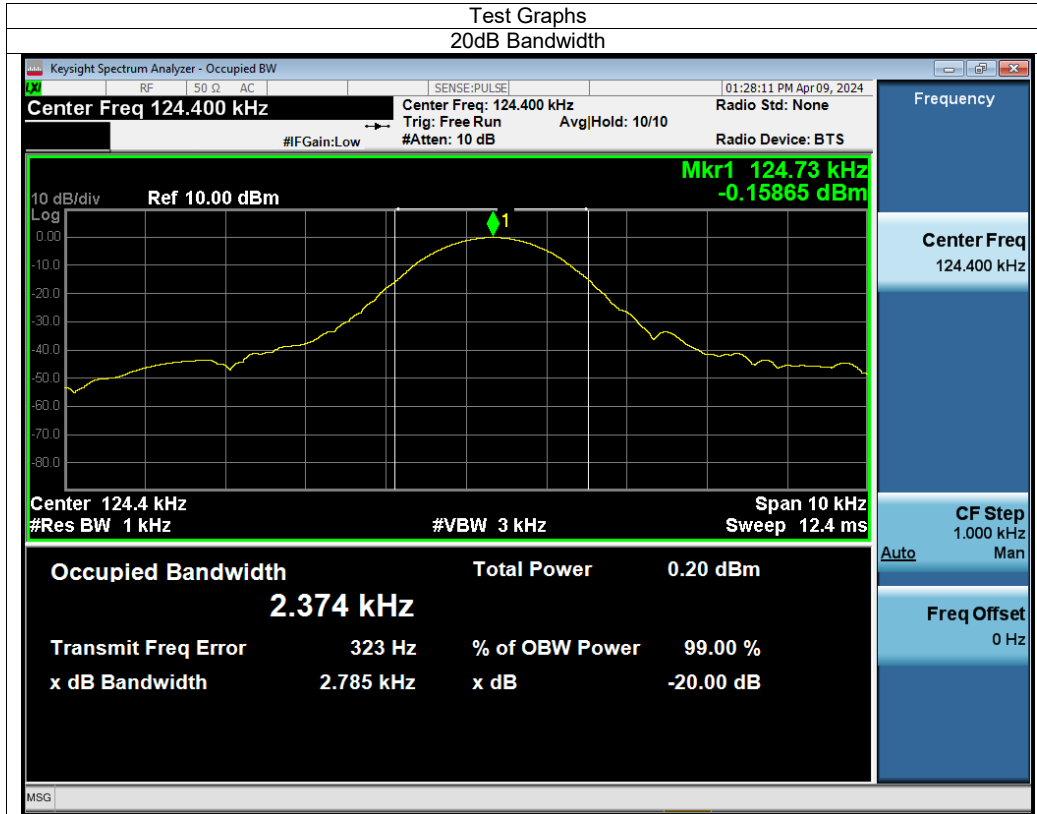 Test Graphs
20dB Bandwidth
Keysight Spectrum Analyzer - Occupied BW
LXI RF 50 Ω AC SENSE:PULSE 01:28:11 PM Apr 09, 2024
Center Freq 124.400 kHz
Center Freq: 124.400 kHz Radio Std: None
Trig: Free Run Avg|Hold: 10/10
#IFGain:Low #Atten: 10 dB Radio Device: BTS
Frequency
Mkr1 124.73 kHz
-0.15865 dBm
10 dB/div Ref 10.00 dBm
Log
1
0.00
-10.0
-20.0
-30.0
-40.0
-50.0
-60.0
-70.0
-80.0
Center 124.4 kHz Span 10 kHz
#Res BW 1 kHz #VBW 3 kHz Sweep 12.4 ms
Center Freq
124.400 kHz
CF Step
1.000 kHz
Auto Man
Freq Offset
0 Hz
Occupied Bandwidth Total Power 0.20 dBm
2.374 kHz
Transmit Freq Error 323 Hz % of OBW Power 99.00 %
x dB Bandwidth 2.785 kHz x dB -20.00 dB
MSG